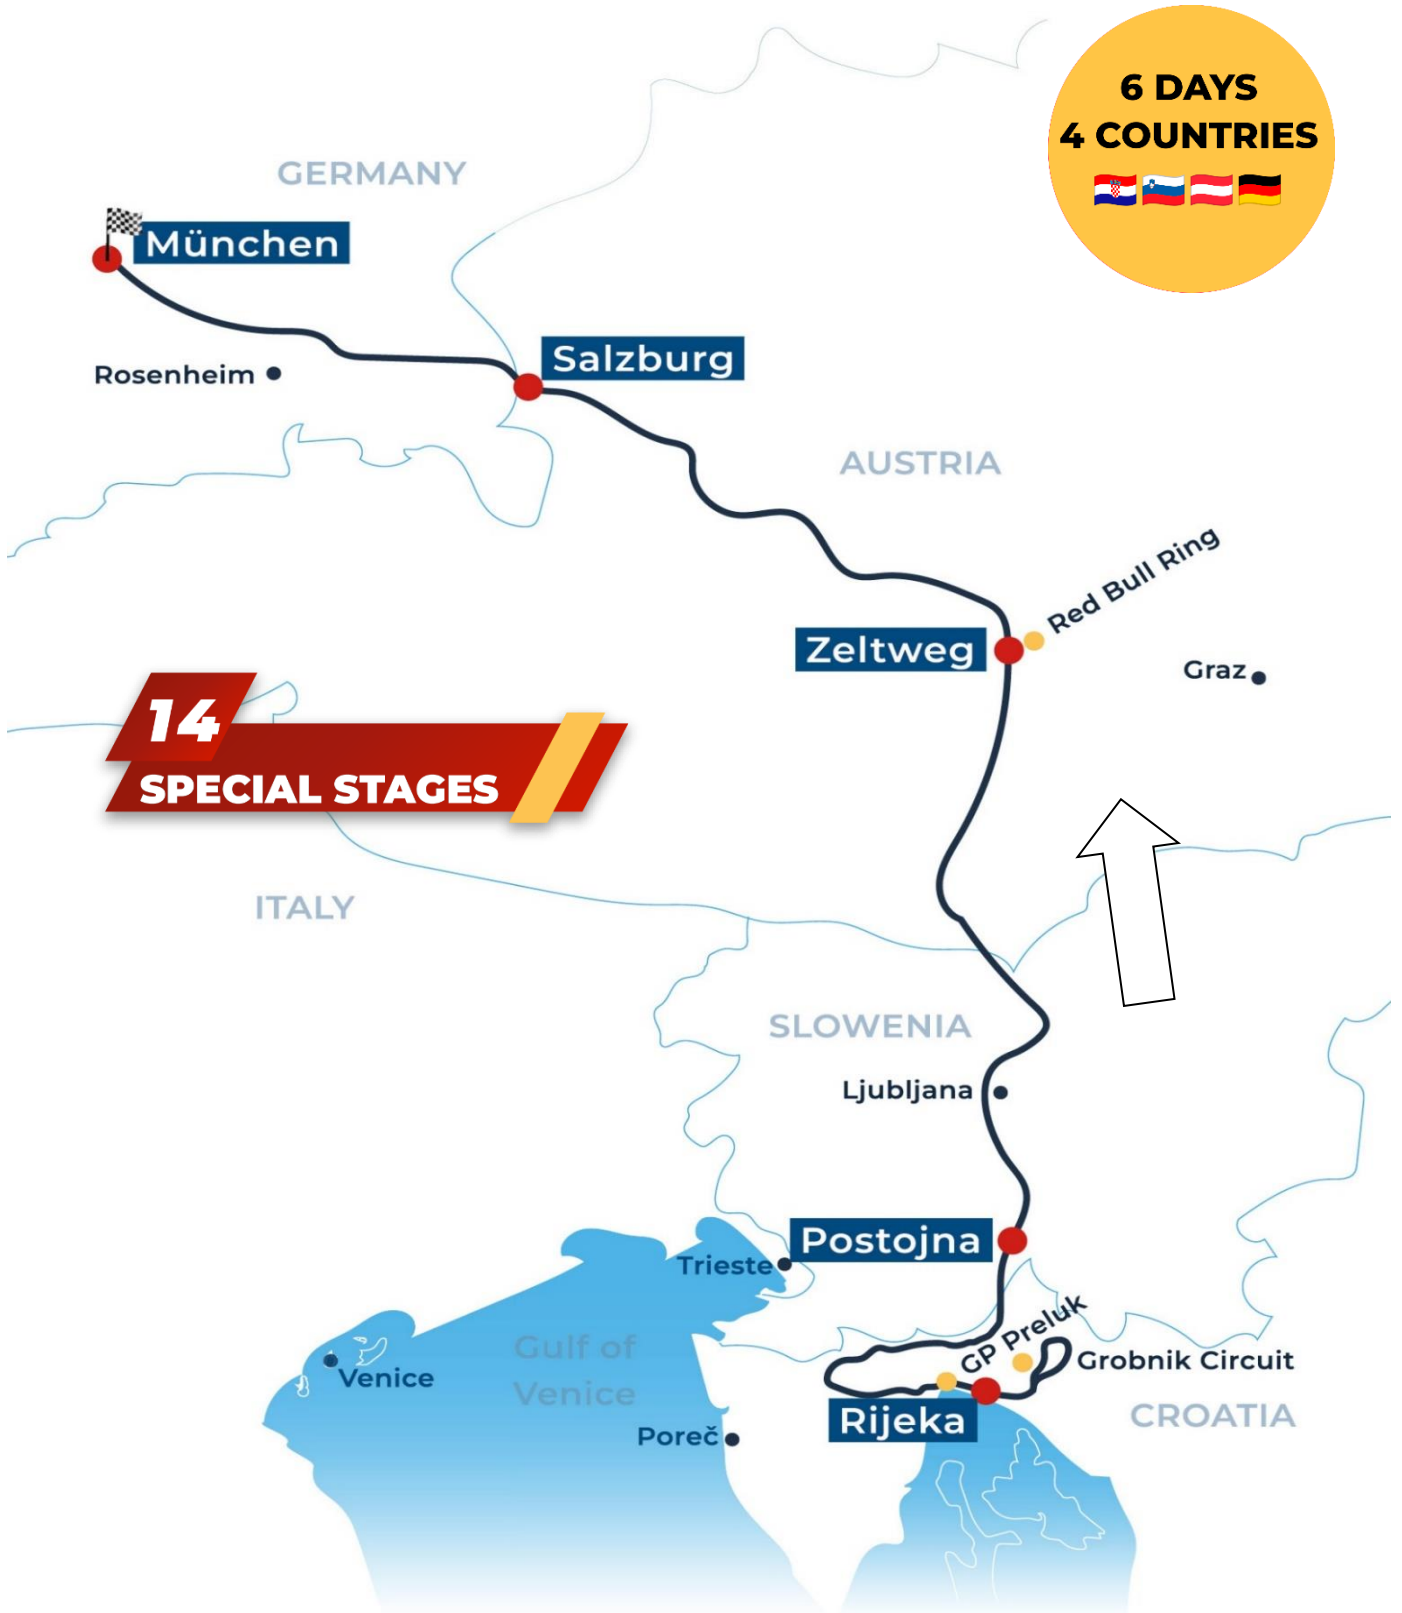 6 DAYS
4 COUNTRIES
GERMANY
München
Salzburg
Rosenheim
AUSTRIA
Red Bull Ring
Zeltweg
Graz
14
SPECIAL STAGES
ITALY
SLOWENIA
Ljubljana
Postojna
Trieste
GP Preluk
Gulf of
Venice
Grobnik Circuit
Venice
Rijeka
CROATIA
Poreč